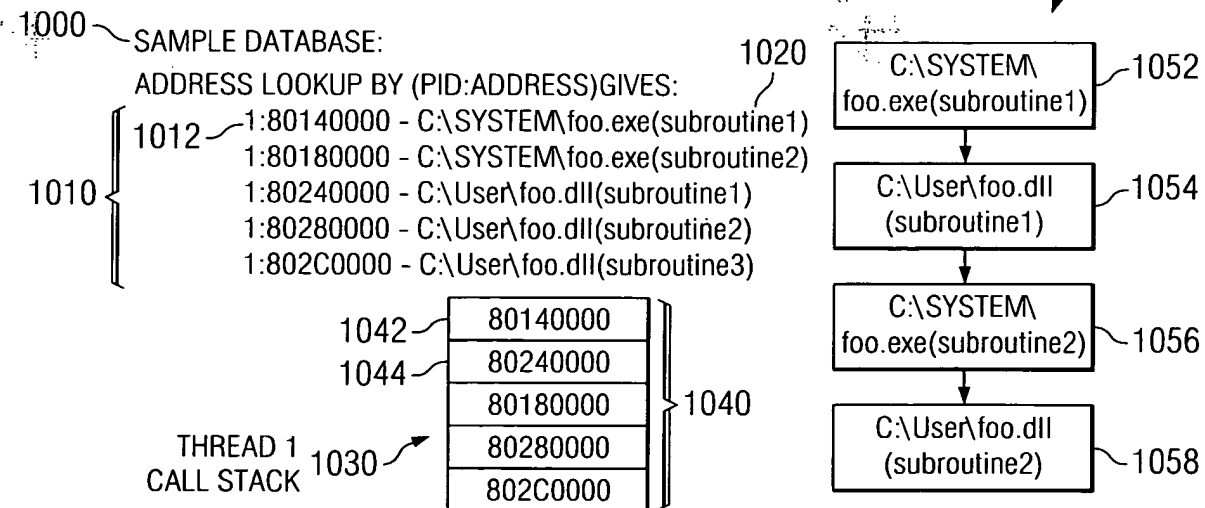 1000
SAMPLE DATABASE:
ADDRESS LOOKUP BY (PID:ADDRESS)GIVES:
1020
1010
1012
1:80140000 - C:\SYSTEM\foo.exe(subroutine1)
1:80180000 - C:\SYSTEM\foo.exe(subroutine2)
1:80240000 - C:\User\foo.dll(subroutine1)
1:80280000 - C:\User\foo.dll(subroutine2)
1:802C0000 - C:\User\foo.dll(subroutine3)
1042
1044
80140000
80240000
80180000
80280000
802C0000
1040
THREAD 1
CALL STACK
1030
C:\SYSTEM\
foo.exe(subroutine1)
1052
C:\User\foo.dll
(subroutine1)
1054
C:\SYSTEM\
foo.exe(subroutine2)
1056
C:\User\foo.dll
(subroutine2)
1058